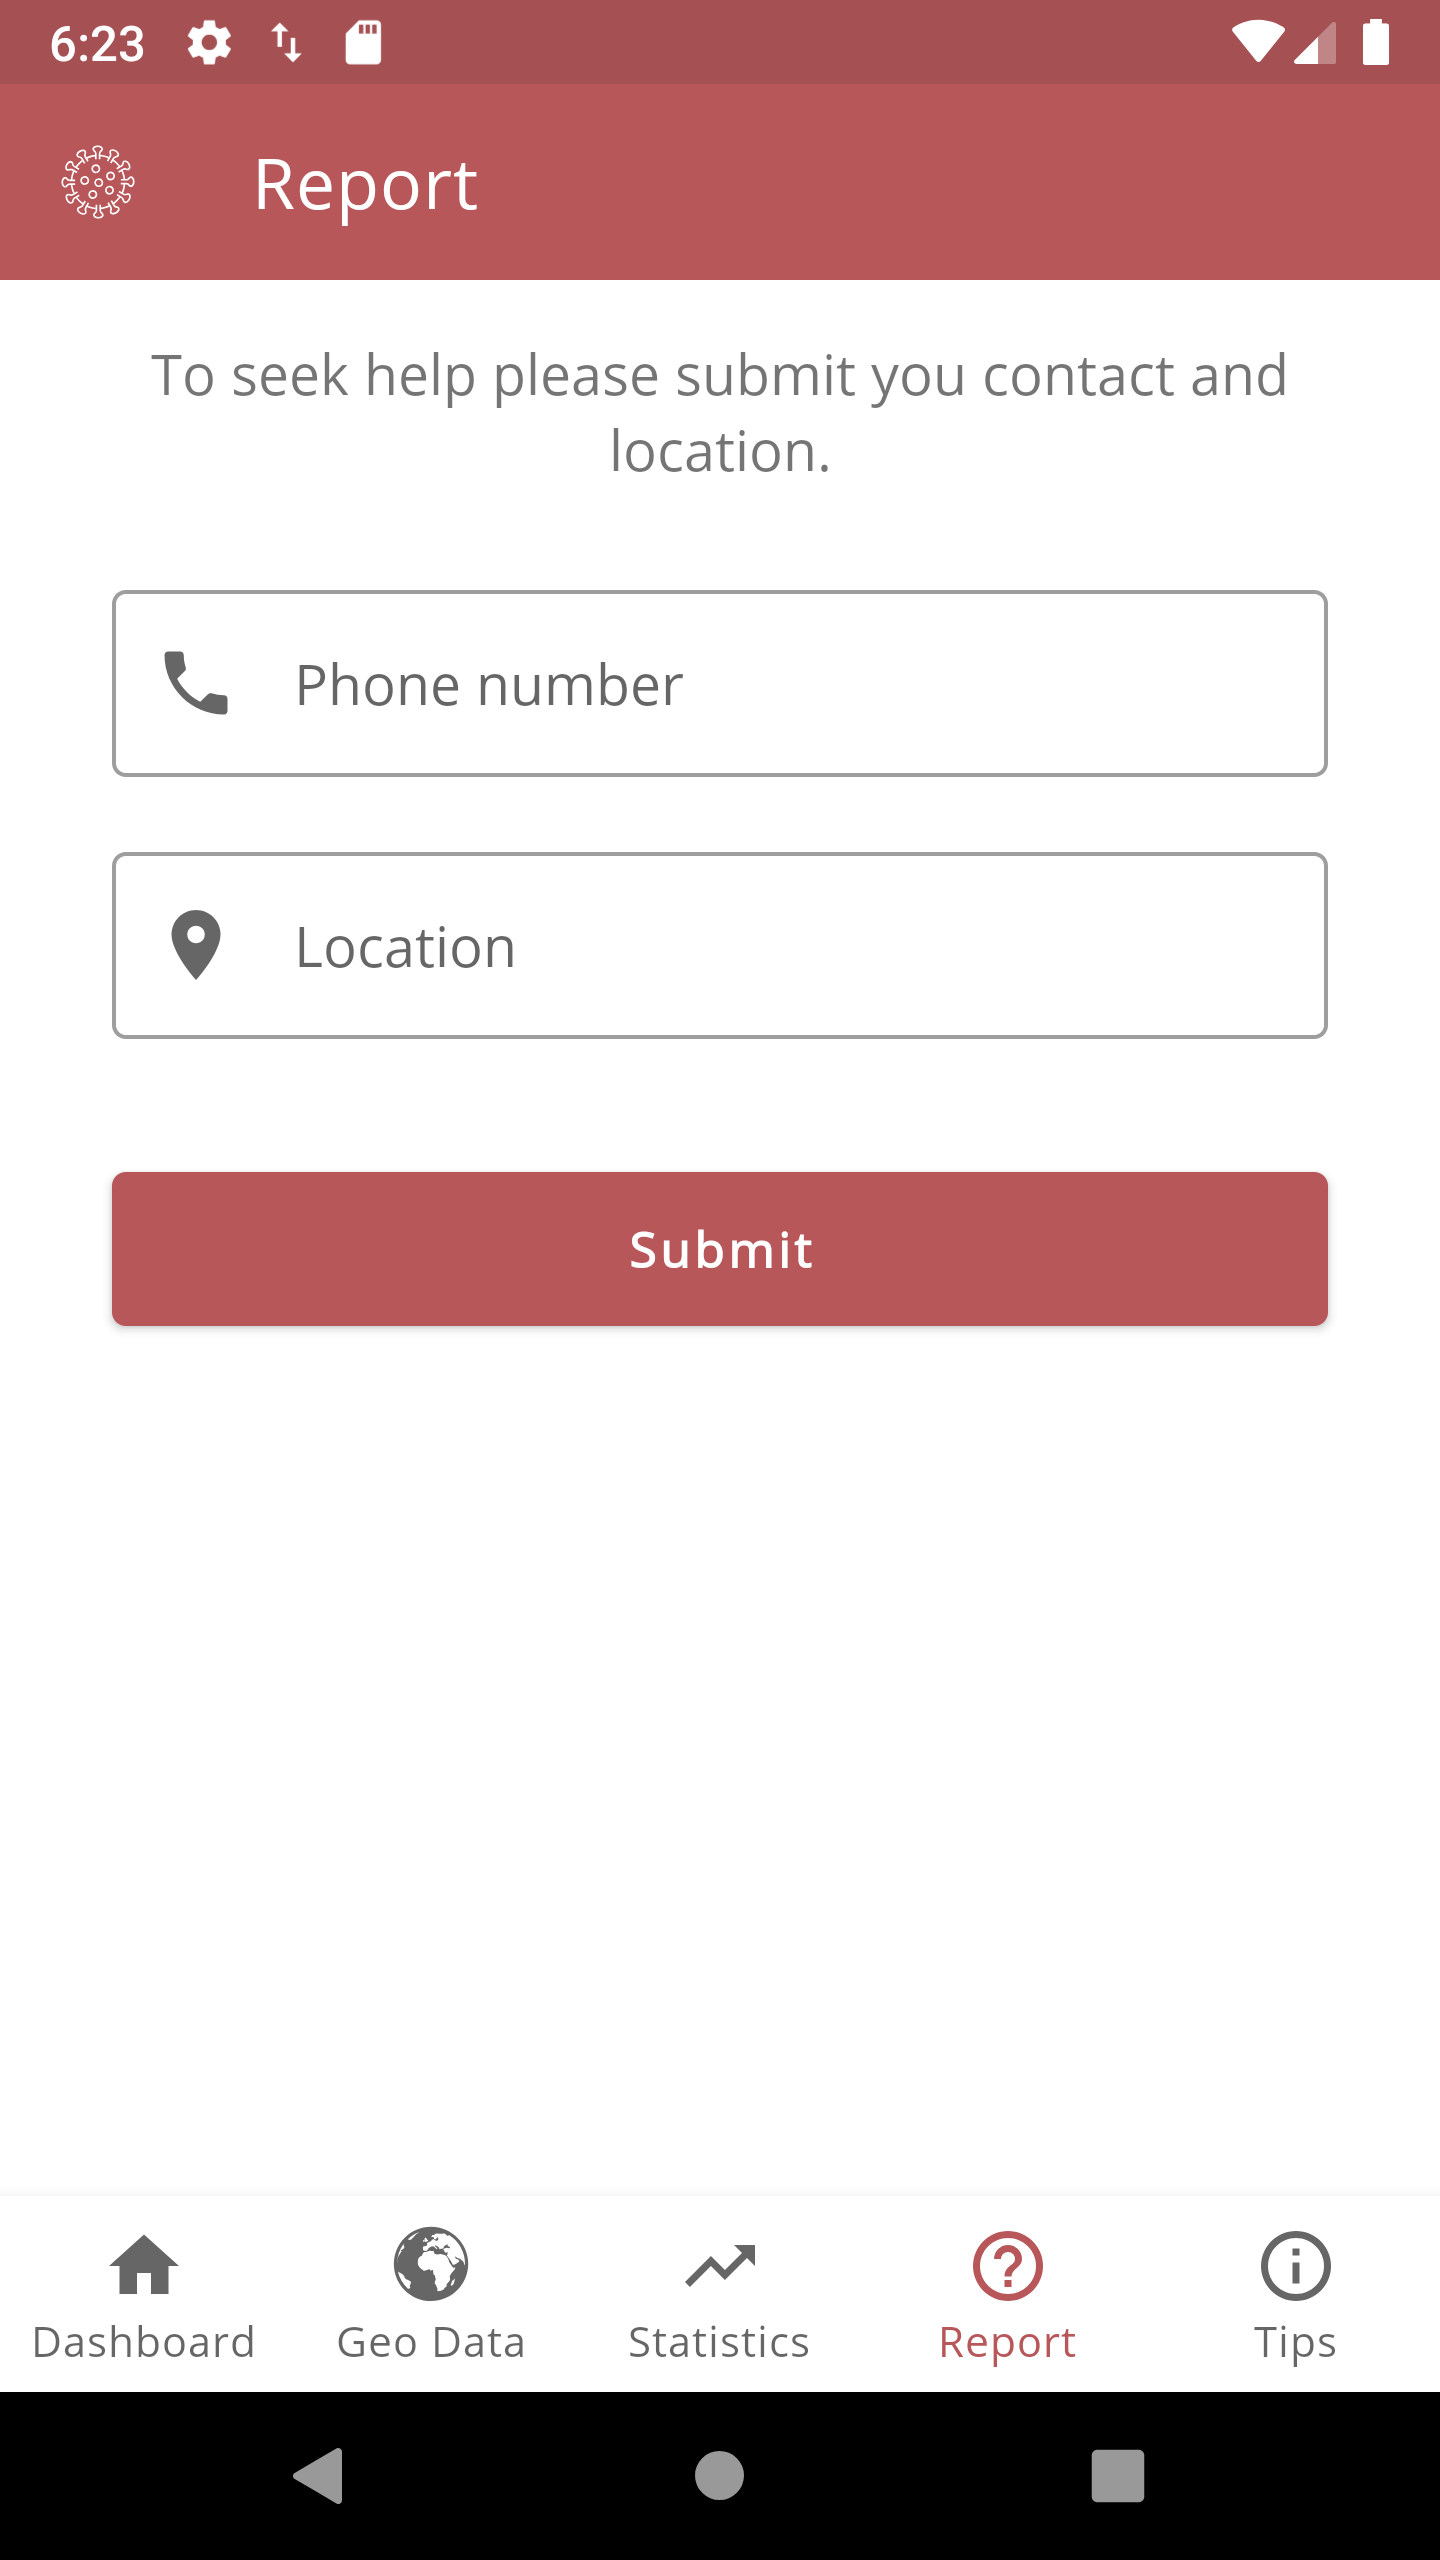 6:23
Report
To seek help please submit you contact and
location.
Phone number
Location
Submit
Dashboard
Geo Data
Statistics
Report
Tips